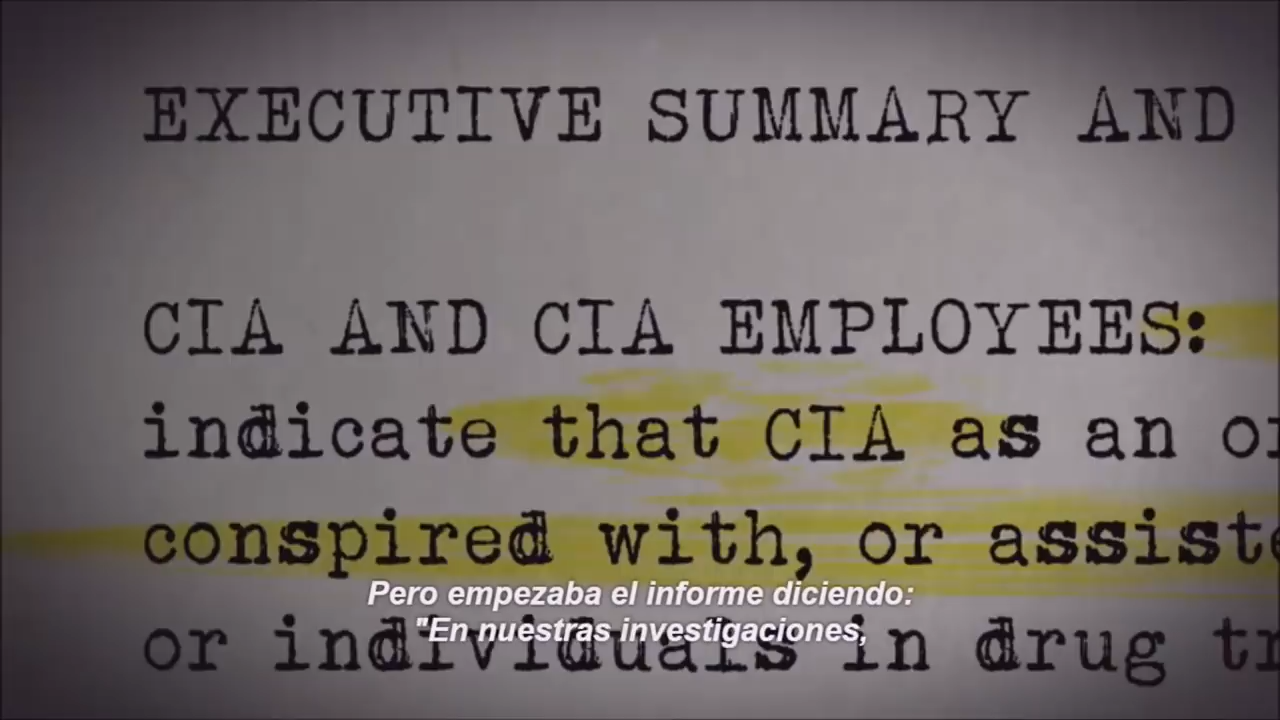 EXECUTIVE SUMMARY AND
CIA AND CIA EMPLOYEES:
indicate that CIA as an
conspired with, or
or individuals in drug
Pero empezaba el informe diciendo:
"En nuestras investigaciones,